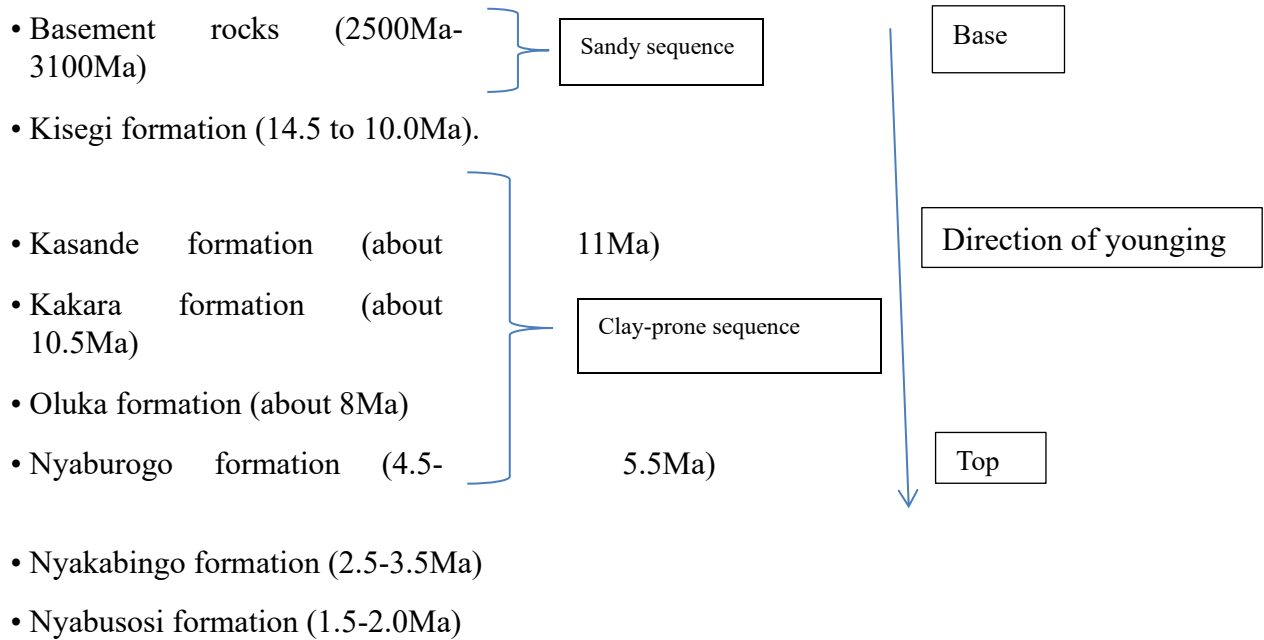 • Basement rocks (2500Ma-
3100Ma)
Sandy sequence
Base
• Kisegi formation (14.5 to 10.0Ma).
• Kasande formation (about 11Ma)
Direction of younging
• Kakara formation (about
10.5Ma)
Clay-prone sequence
• Oluka formation (about 8Ma)
• Nyaburogo formation (4.5- 5.5Ma)
Top
• Nyakabingo formation (2.5-3.5Ma)
• Nyabusosi formation (1.5-2.0Ma)